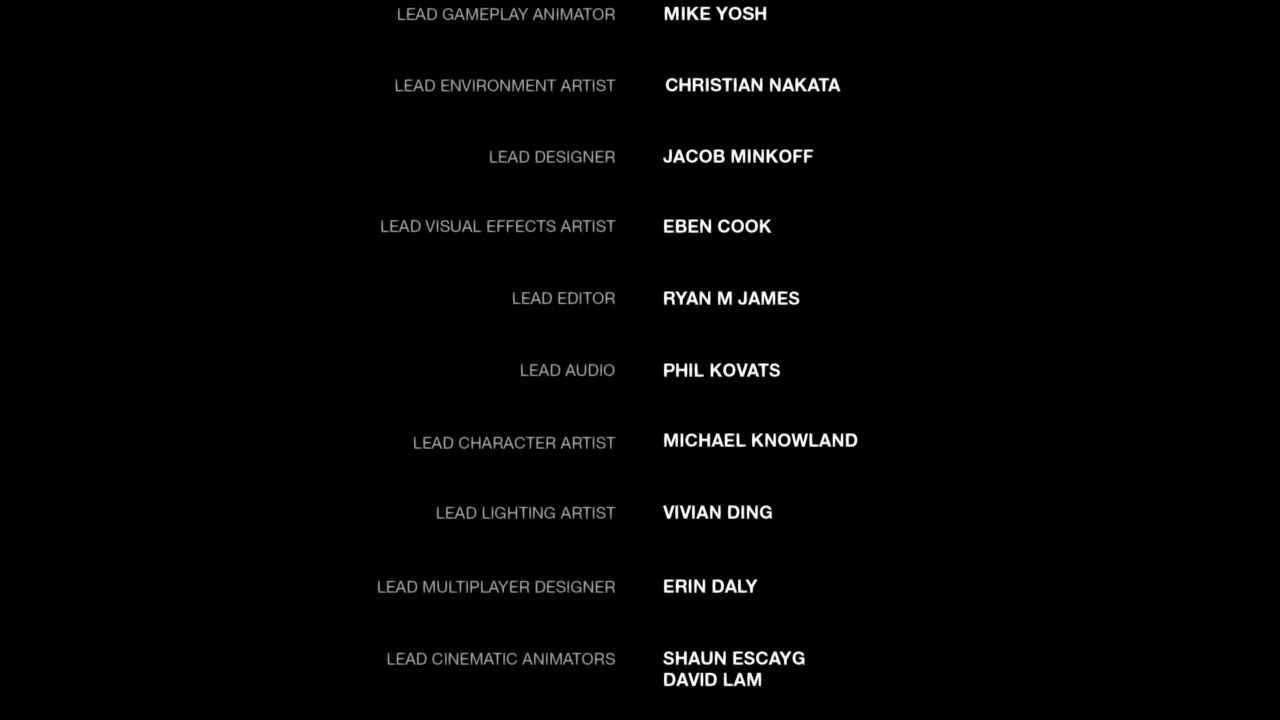 LEAD GAMEPLAY ANIMATOR MIKE YOSH
LEAD ENVIRONMENT ARTIST CHRISTIAN NAKATA
LEAD DESIGNER JACOB MINKOFF
LEAD VISUAL EFFECTS ARTIST EBEN COOK
LEAD EDITOR RYAN M JAMES
LEAD AUDIO PHIL KOVATS
LEAD CHARACTER ARTIST MICHAEL KNOWLAND
LEAD LIGHTING ARTIST VIVIAN DING
LEAD MULTIPLAYER DESIGNER ERIN DALY
LEAD CINEMATIC ANIMATORS SHAUN ESCAYG
DAVID LAM